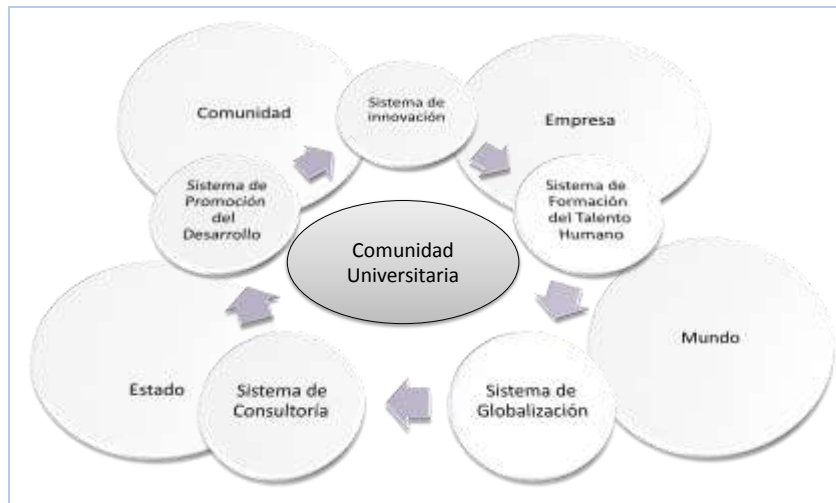 Comunidad
Sistema de
innovación
Empresa
Sistema de
Promoción
del
Desarrollo
Sistema de
Formación
del Talento
Humano
Comunidad
Universitaria
Mundo
Estado
Sistema de
Consultoría
Sistema de
Globalización